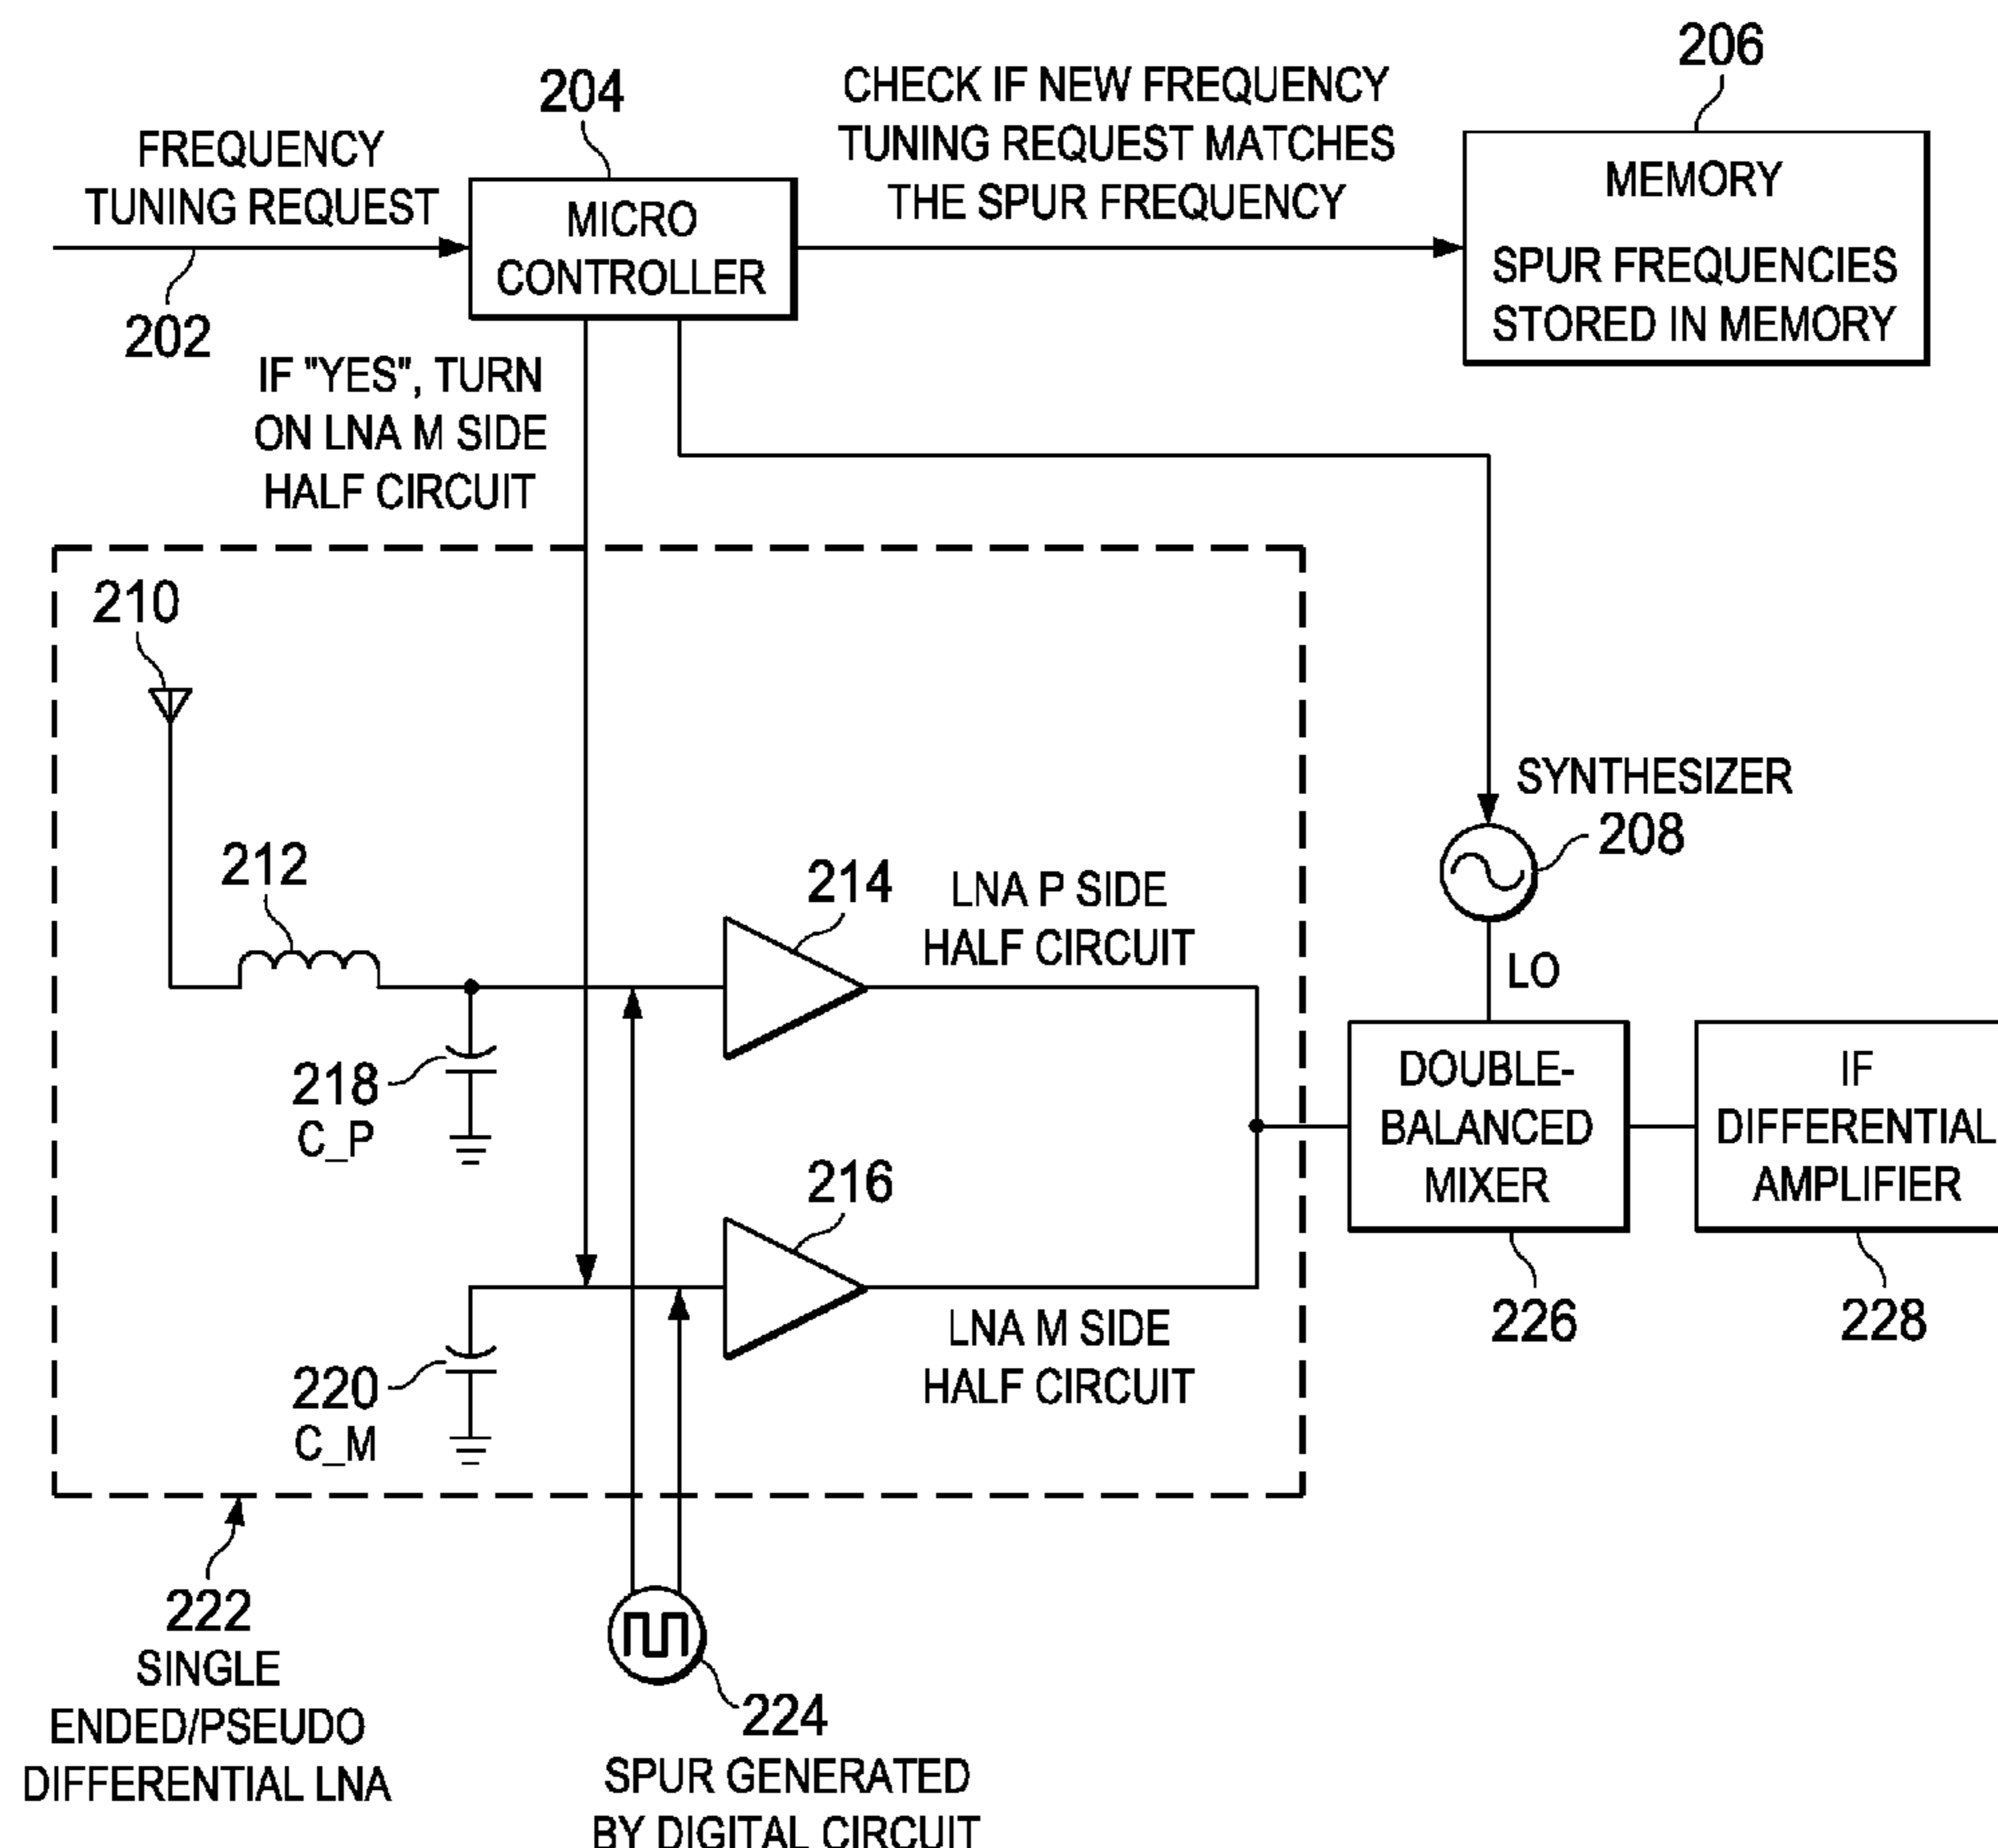 206
204
CHECK IF NEW FREQUENCY
TUNING REQUEST MATCHES
THE SPUR FREQUENCY
FREQUENCY
TUNING REQUEST
202
MICRO
CONTROLLER
MEMORY
SPUR FREQUENCIES
STORED IN MEMORY
IF "YES", TURN
ON LNA M SIDE
HALF CIRCUIT
210
SYNTHESIZER
208
212
214
LNA P SIDE
HALF CIRCUIT
LO
218
C_P
DOUBLE-
BALANCED
MIXER
IF
DIFFERENTIAL
AMPLIFIER
216
226
228
220
C_M
LNA M SIDE
HALF CIRCUIT
222
SINGLE
ENDED/PSEUDO
DIFFERENTIAL LNA
224
SPUR GENERATED
BY DIGITAL CIRCUIT